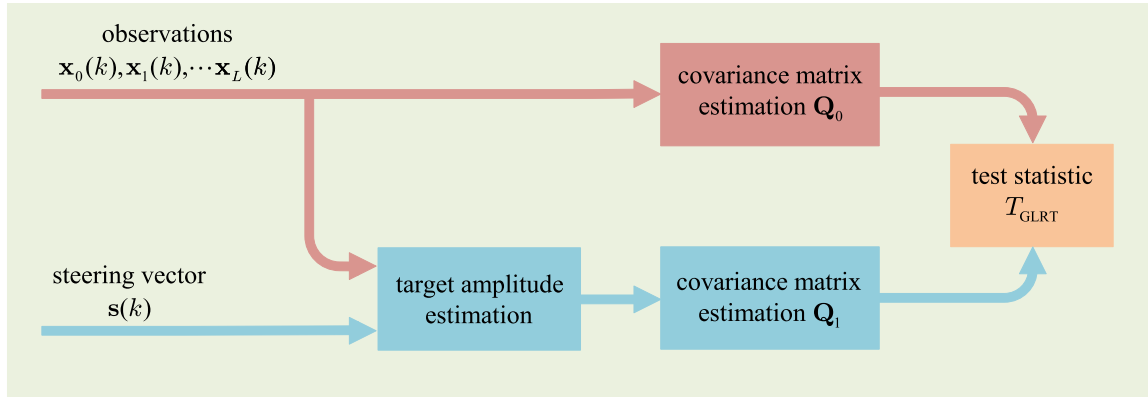 observations
𝐱₀(k), 𝐱₁(k), ⋯ 𝐱_L(k)
covariance matrix
estimation 𝐐₀
test statistic
T_GLRT
steering vector
𝐬(k)
target amplitude
estimation
covariance matrix
estimation 𝐐₁